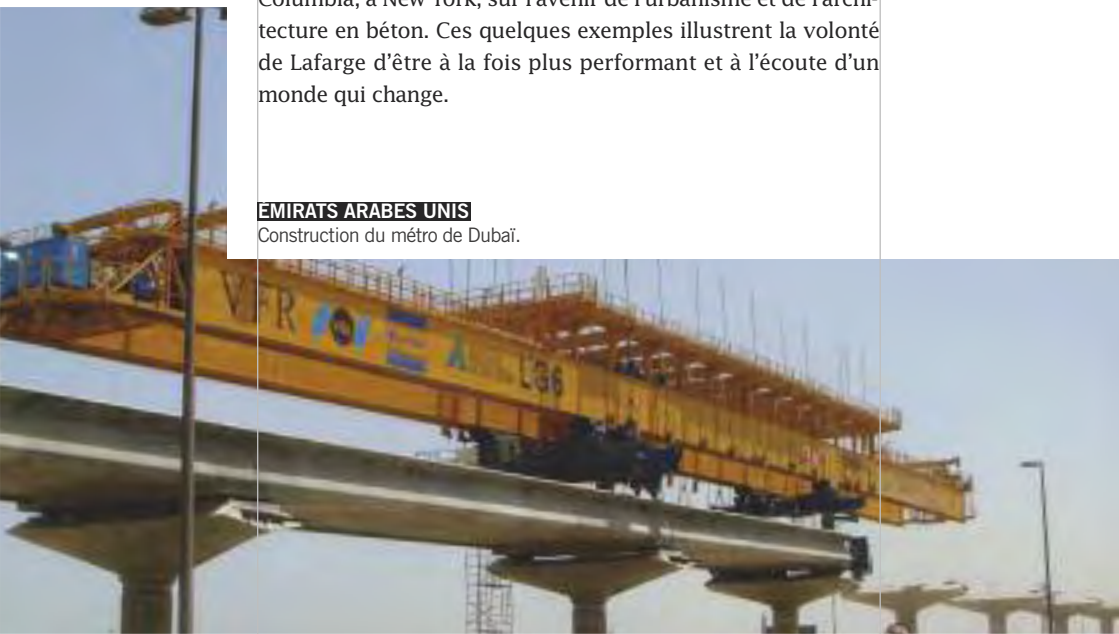 Columbia, à New York, sur l'avenir de l'urbanisme et de l'archi-
tecture en béton. Ces quelques exemples illustrent la volonté
de Lafarge d'être à la fois plus performant et à l'écoute d'un
monde qui change.
ÉMIRATS ARABES UNIS
Construction du métro de Dubaï.
VFR
LG6